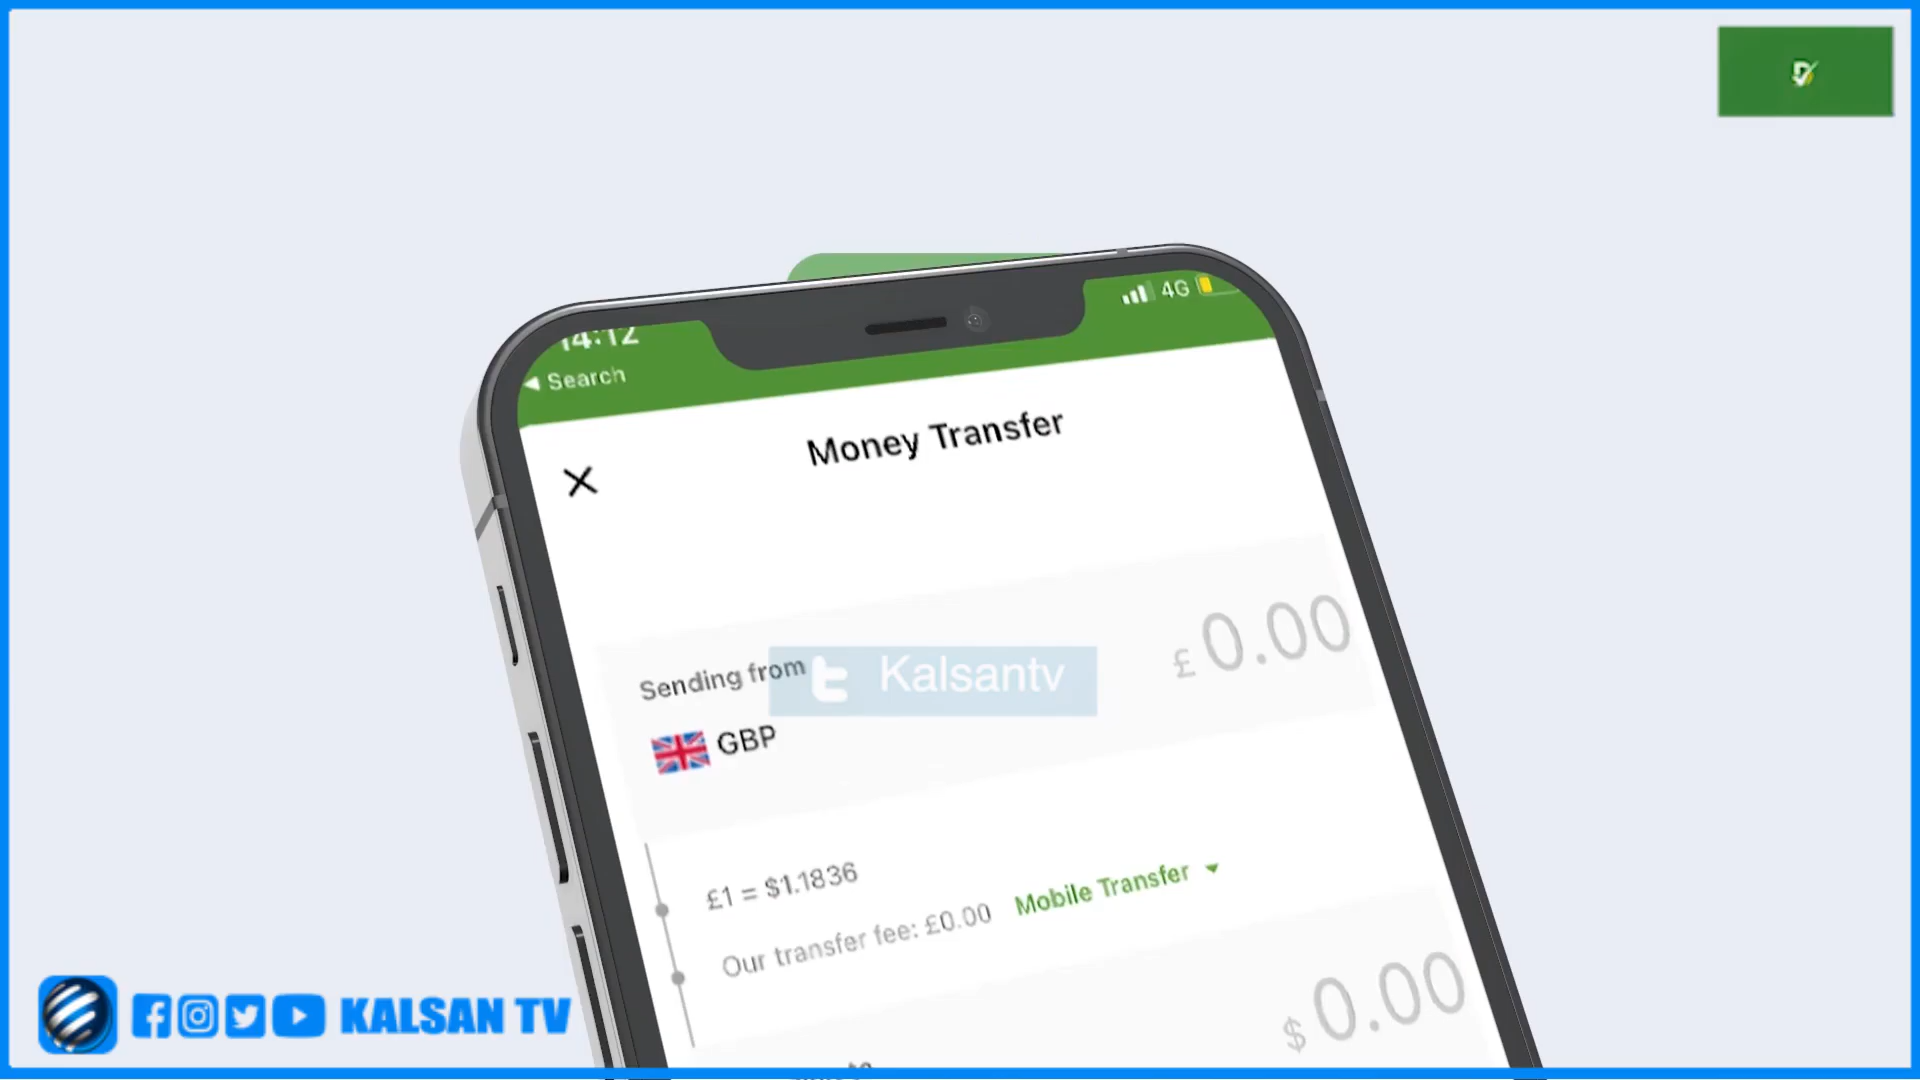 14:12
4G
Search
Money Transfer
£0.00
Sending from
Kalsantv
GBP
£1 = $1.1836
Our transfer fee: £0.00
Mobile Transfer
$0.00
KALSAN TV